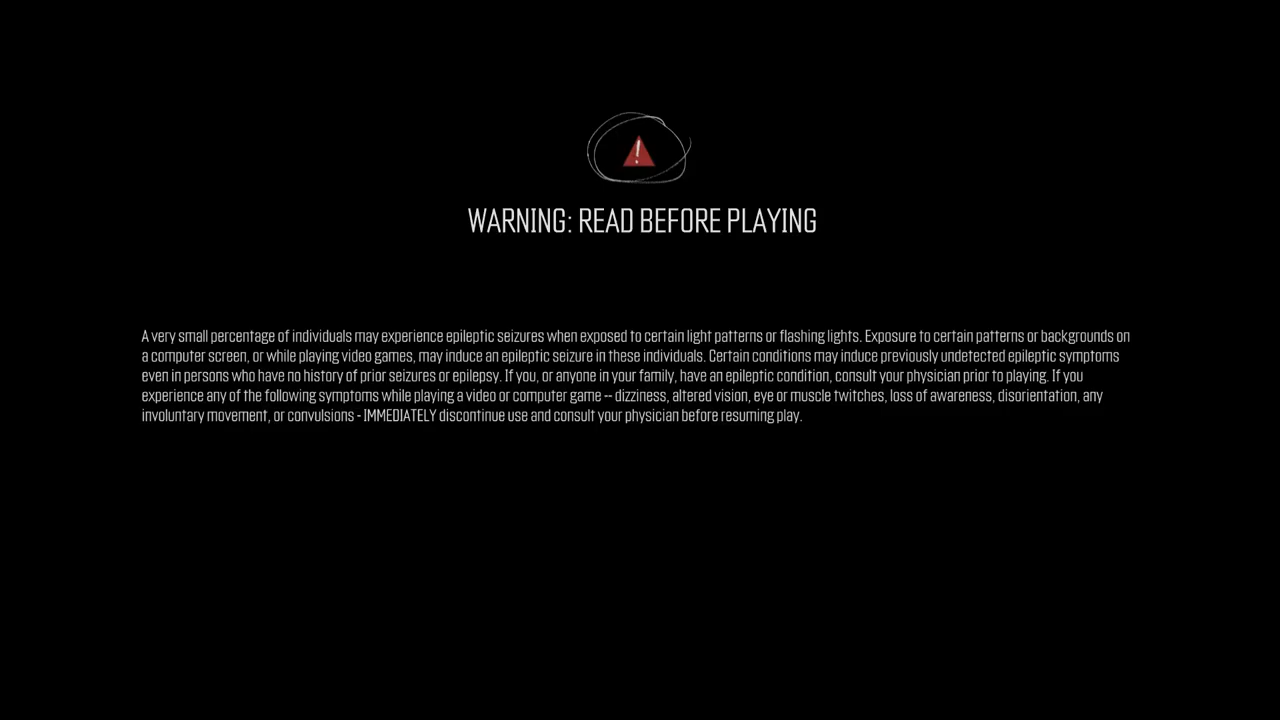 WARNING: READ BEFORE PLAYING
A very small percentage of individuals may experience epileptic seizures when exposed to certain light patterns or flashing lights. Exposure to certain patterns or backgrounds on
a computer screen, or while playing video games, may induce an epileptic seizure in these individuals. Certain conditions may induce previously undetected epileptic symptoms
even in persons who have no history of prior seizures or epilepsy. If you, or anyone in your family, have an epileptic condition, consult your physician prior to playing. If you
experience any of the following symptoms while playing a video or computer game -- dizziness, altered vision, eye or muscle twitches, loss of awareness, disorientation, any
involuntary movement, or convulsions - IMMEDIATELY discontinue use and consult your physician before resuming play.